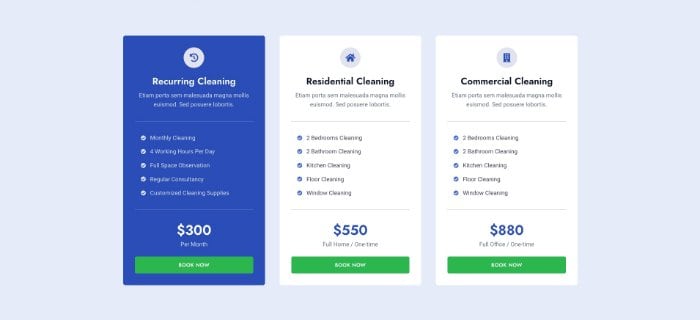 Recurring Cleaning
Etiam porta sem malesuada magna mollis
euismod. Sed posuere lobortis.
Monthly Cleaning
4 Working Hours Per Day
Full Space Observation
Regular Consultancy
Customized Cleaning Supplies
$300
Per Month
BOOK NOW
Residential Cleaning
Etiam porta sem malesuada magna mollis
euismod. Sed posuere lobortis.
2 Bedrooms Cleaning
2 Bathroom Cleaning
Kitchen Cleaning
Floor Cleaning
Window Cleaning
$550
Full Home / One-time
BOOK NOW
Commercial Cleaning
Etiam porta sem malesuada magna mollis
euismod. Sed posuere lobortis.
2 Bedrooms Cleaning
2 Bathroom Cleaning
Kitchen Cleaning
Floor Cleaning
Window Cleaning
$880
Full Office / One-time
BOOK NOW